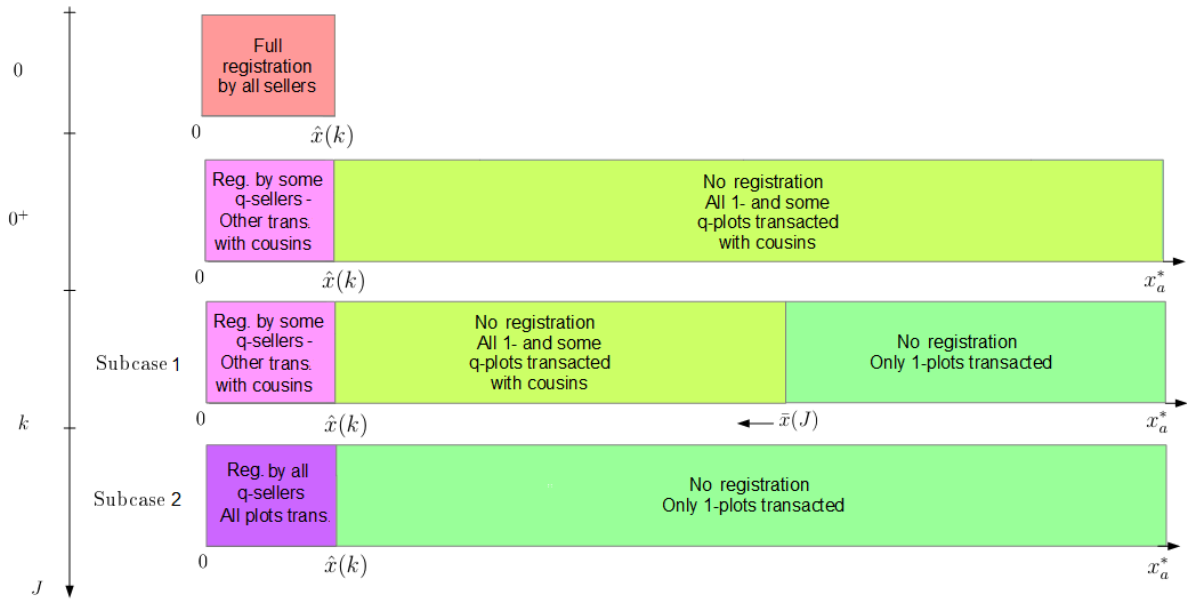 0
Full
registration
by all sellers
0
x̂(k)
0⁺
Reg. by some
q-sellers -
Other trans.
with cousins
No registration
All 1- and some
q-plots transacted
with cousins
0
x̂(k)
x*ₐ
Subcase 1
Reg. by some
q-sellers -
Other trans.
with cousins
No registration
All 1- and some
q-plots transacted
with cousins
No registration
Only 1-plots transacted
0
x̂(k)
x̄(J)
x*ₐ
k
Subcase 2
Reg. by all
q-sellers
All plots trans.
No registration
Only 1-plots transacted
0
x̂(k)
x*ₐ
J